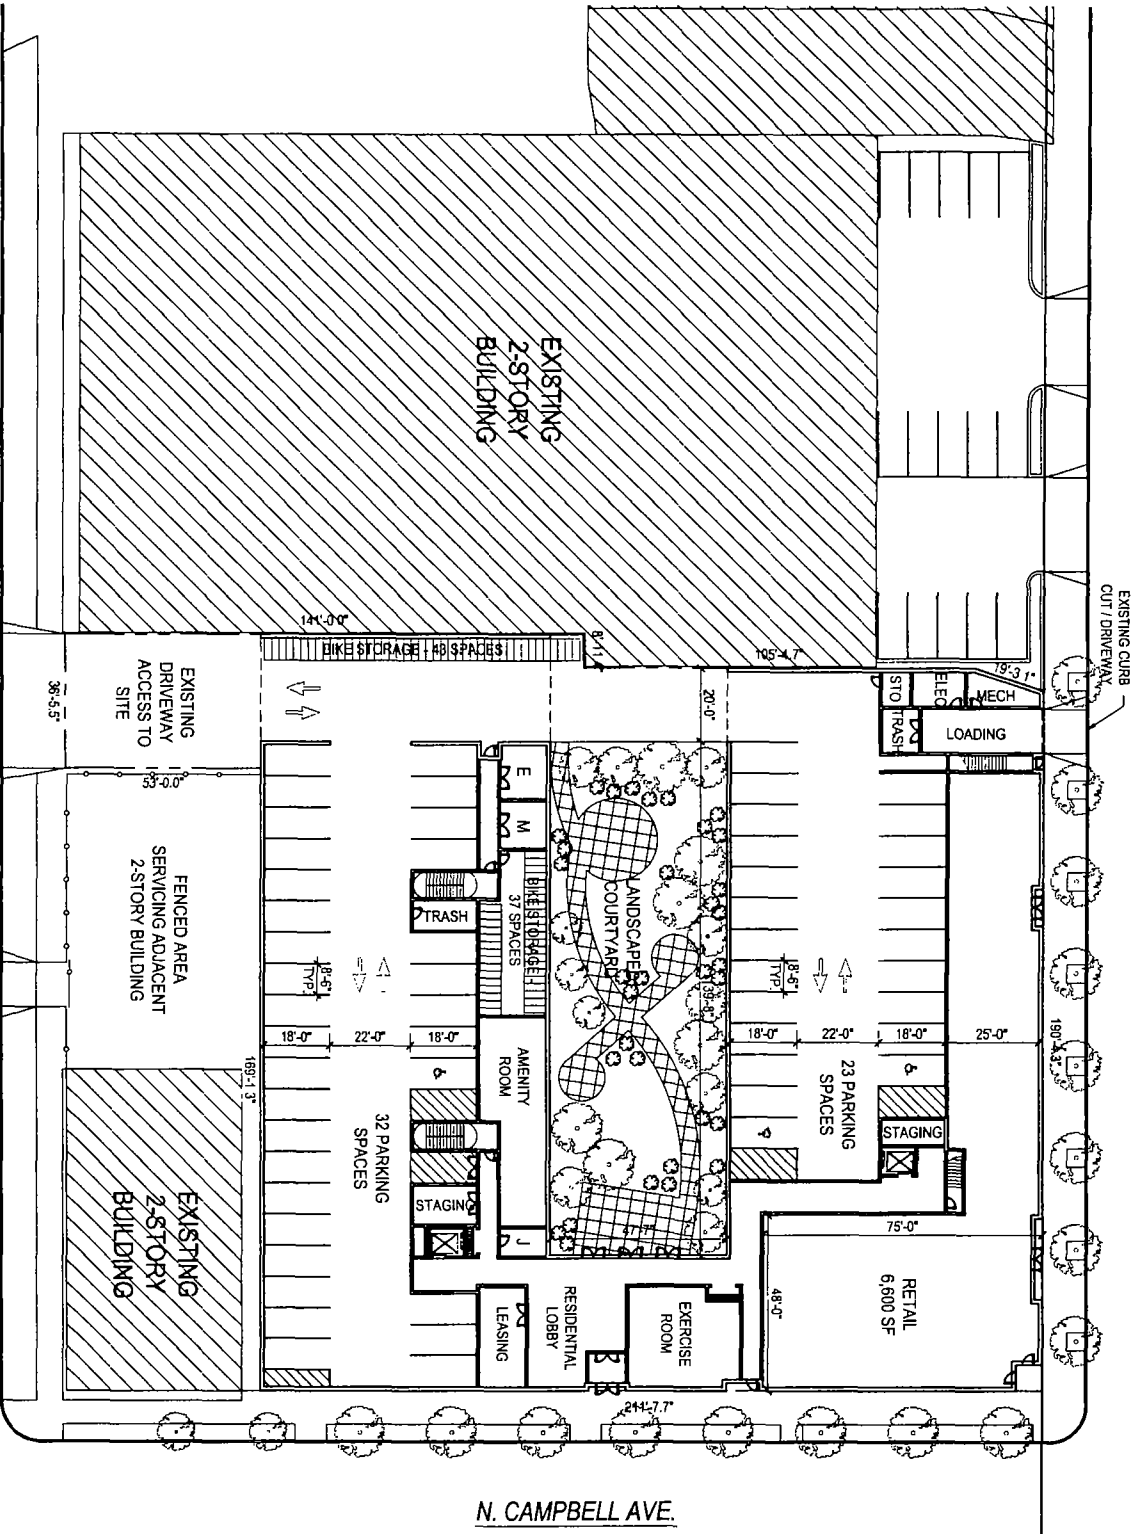 EXISTING CURB
CUT / DRIVEWAY
EXISTING
2-STORY
BUILDING
141'-0.0"
BIKE STORAGE - 43 SPACES
8'-11"
105'-4.7"
19'-3.1"
STO
ELEC
MECH
TRASH
LOADING
EXISTING
DRIVEWAY
ACCESS TO
SITE
36'-5.5"
53'-0.0"
20'-0"
E
M
TRASH
BIKE STORAGE -
37 SPACES
LANDSCAPED
COURTYARD
FENCED AREA
SERVICING ADJACENT
2-STORY BUILDING
8'-6"
TYP.
8'-6"
TYP.
139'-8"
18'-0"
22'-0"
18'-0"
18'-0"
22'-0"
18'-0"
25'-0"
190'-4.3"
169'-1.3"
AMENITY
ROOM
32 PARKING
SPACES
23 PARKING
SPACES
STAGING
STAGING
J
47'-7"
75'-0"
48'-0"
EXISTING
2-STORY
BUILDING
LEASING
RESIDENTIAL
LOBBY
EXERCISE
ROOM
RETAIL
6,600 SF
211'-7.7"
N. CAMPBELL AVE.